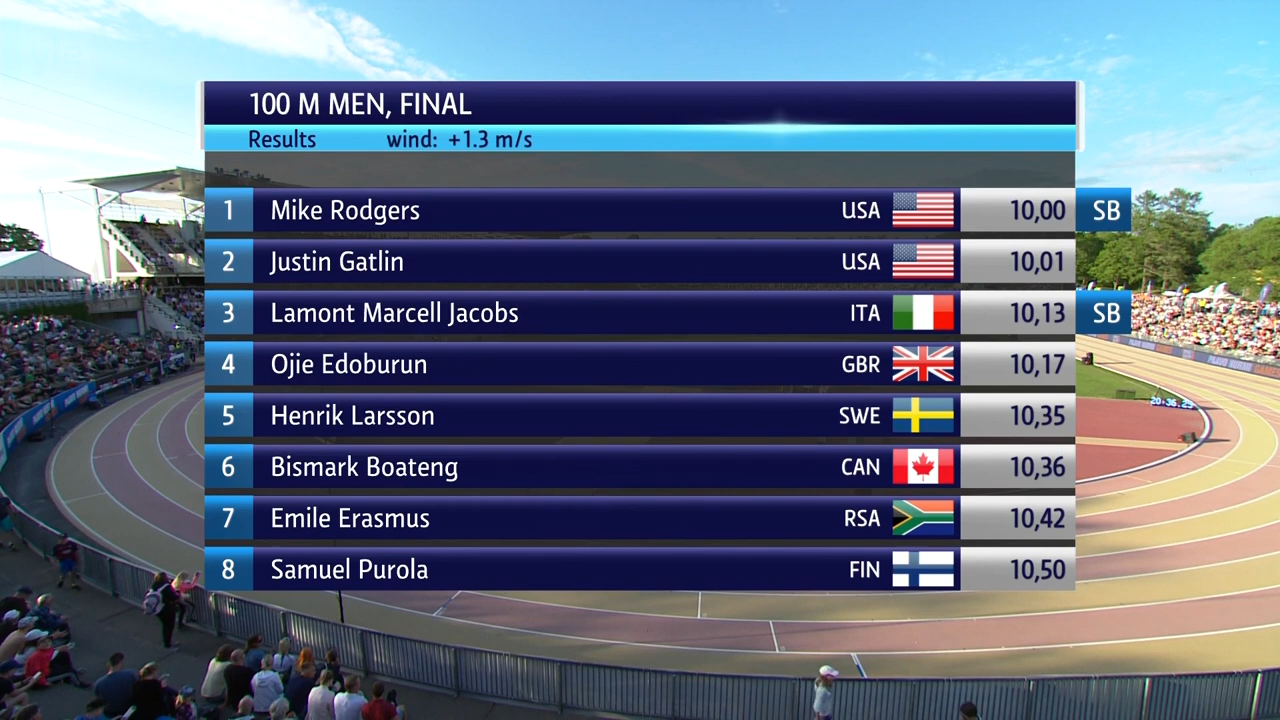 100 M MEN, FINAL
Results wind: +1.3 m/s
1 Mike Rodgers USA 10,00 SB
2 Justin Gatlin USA 10,01
3 Lamont Marcell Jacobs ITA 10,13 SB
4 Ojie Edoburun GBR 10,17
5 Henrik Larsson SWE 10,35
6 Bismark Boateng CAN 10,36
7 Emile Erasmus RSA 10,42
8 Samuel Purola FIN 10,50